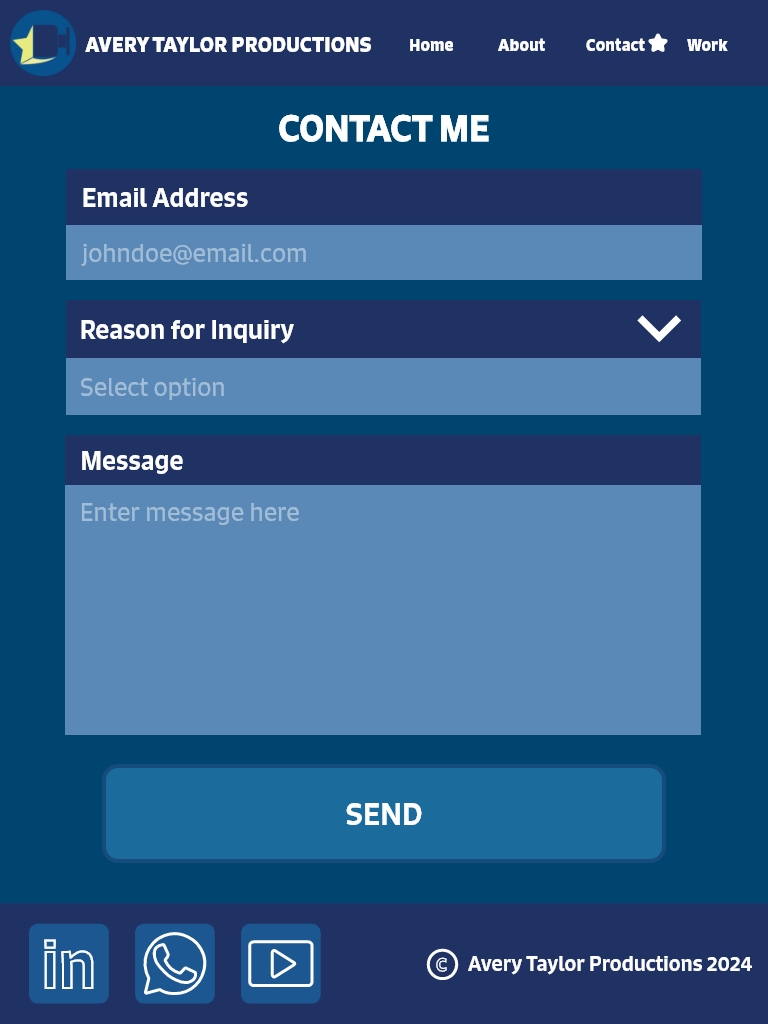 AVERY TAYLOR PRODUCTIONS Home About Contact Work
CONTACT ME
Email Address
johndoe@email.com
Reason for Inquiry
Select option
Message
Enter message here
SEND
in
© Avery Taylor Productions 2024